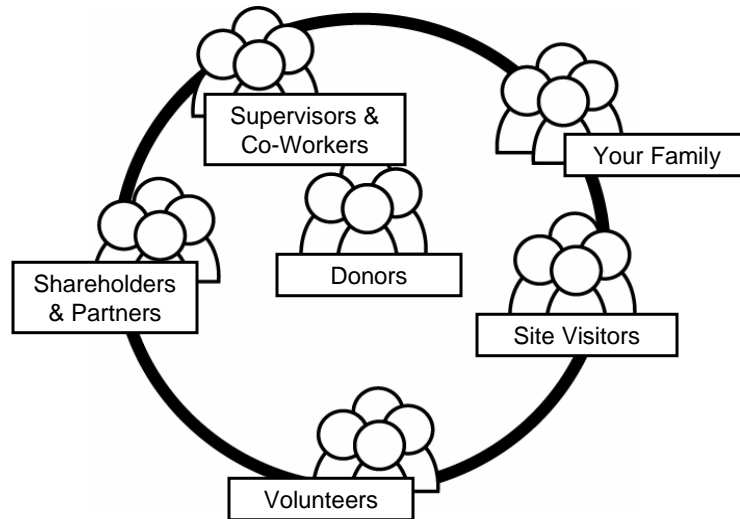 Supervisors &
Co-Workers
Your Family
Donors
Shareholders
& Partners
Site Visitors
Volunteers